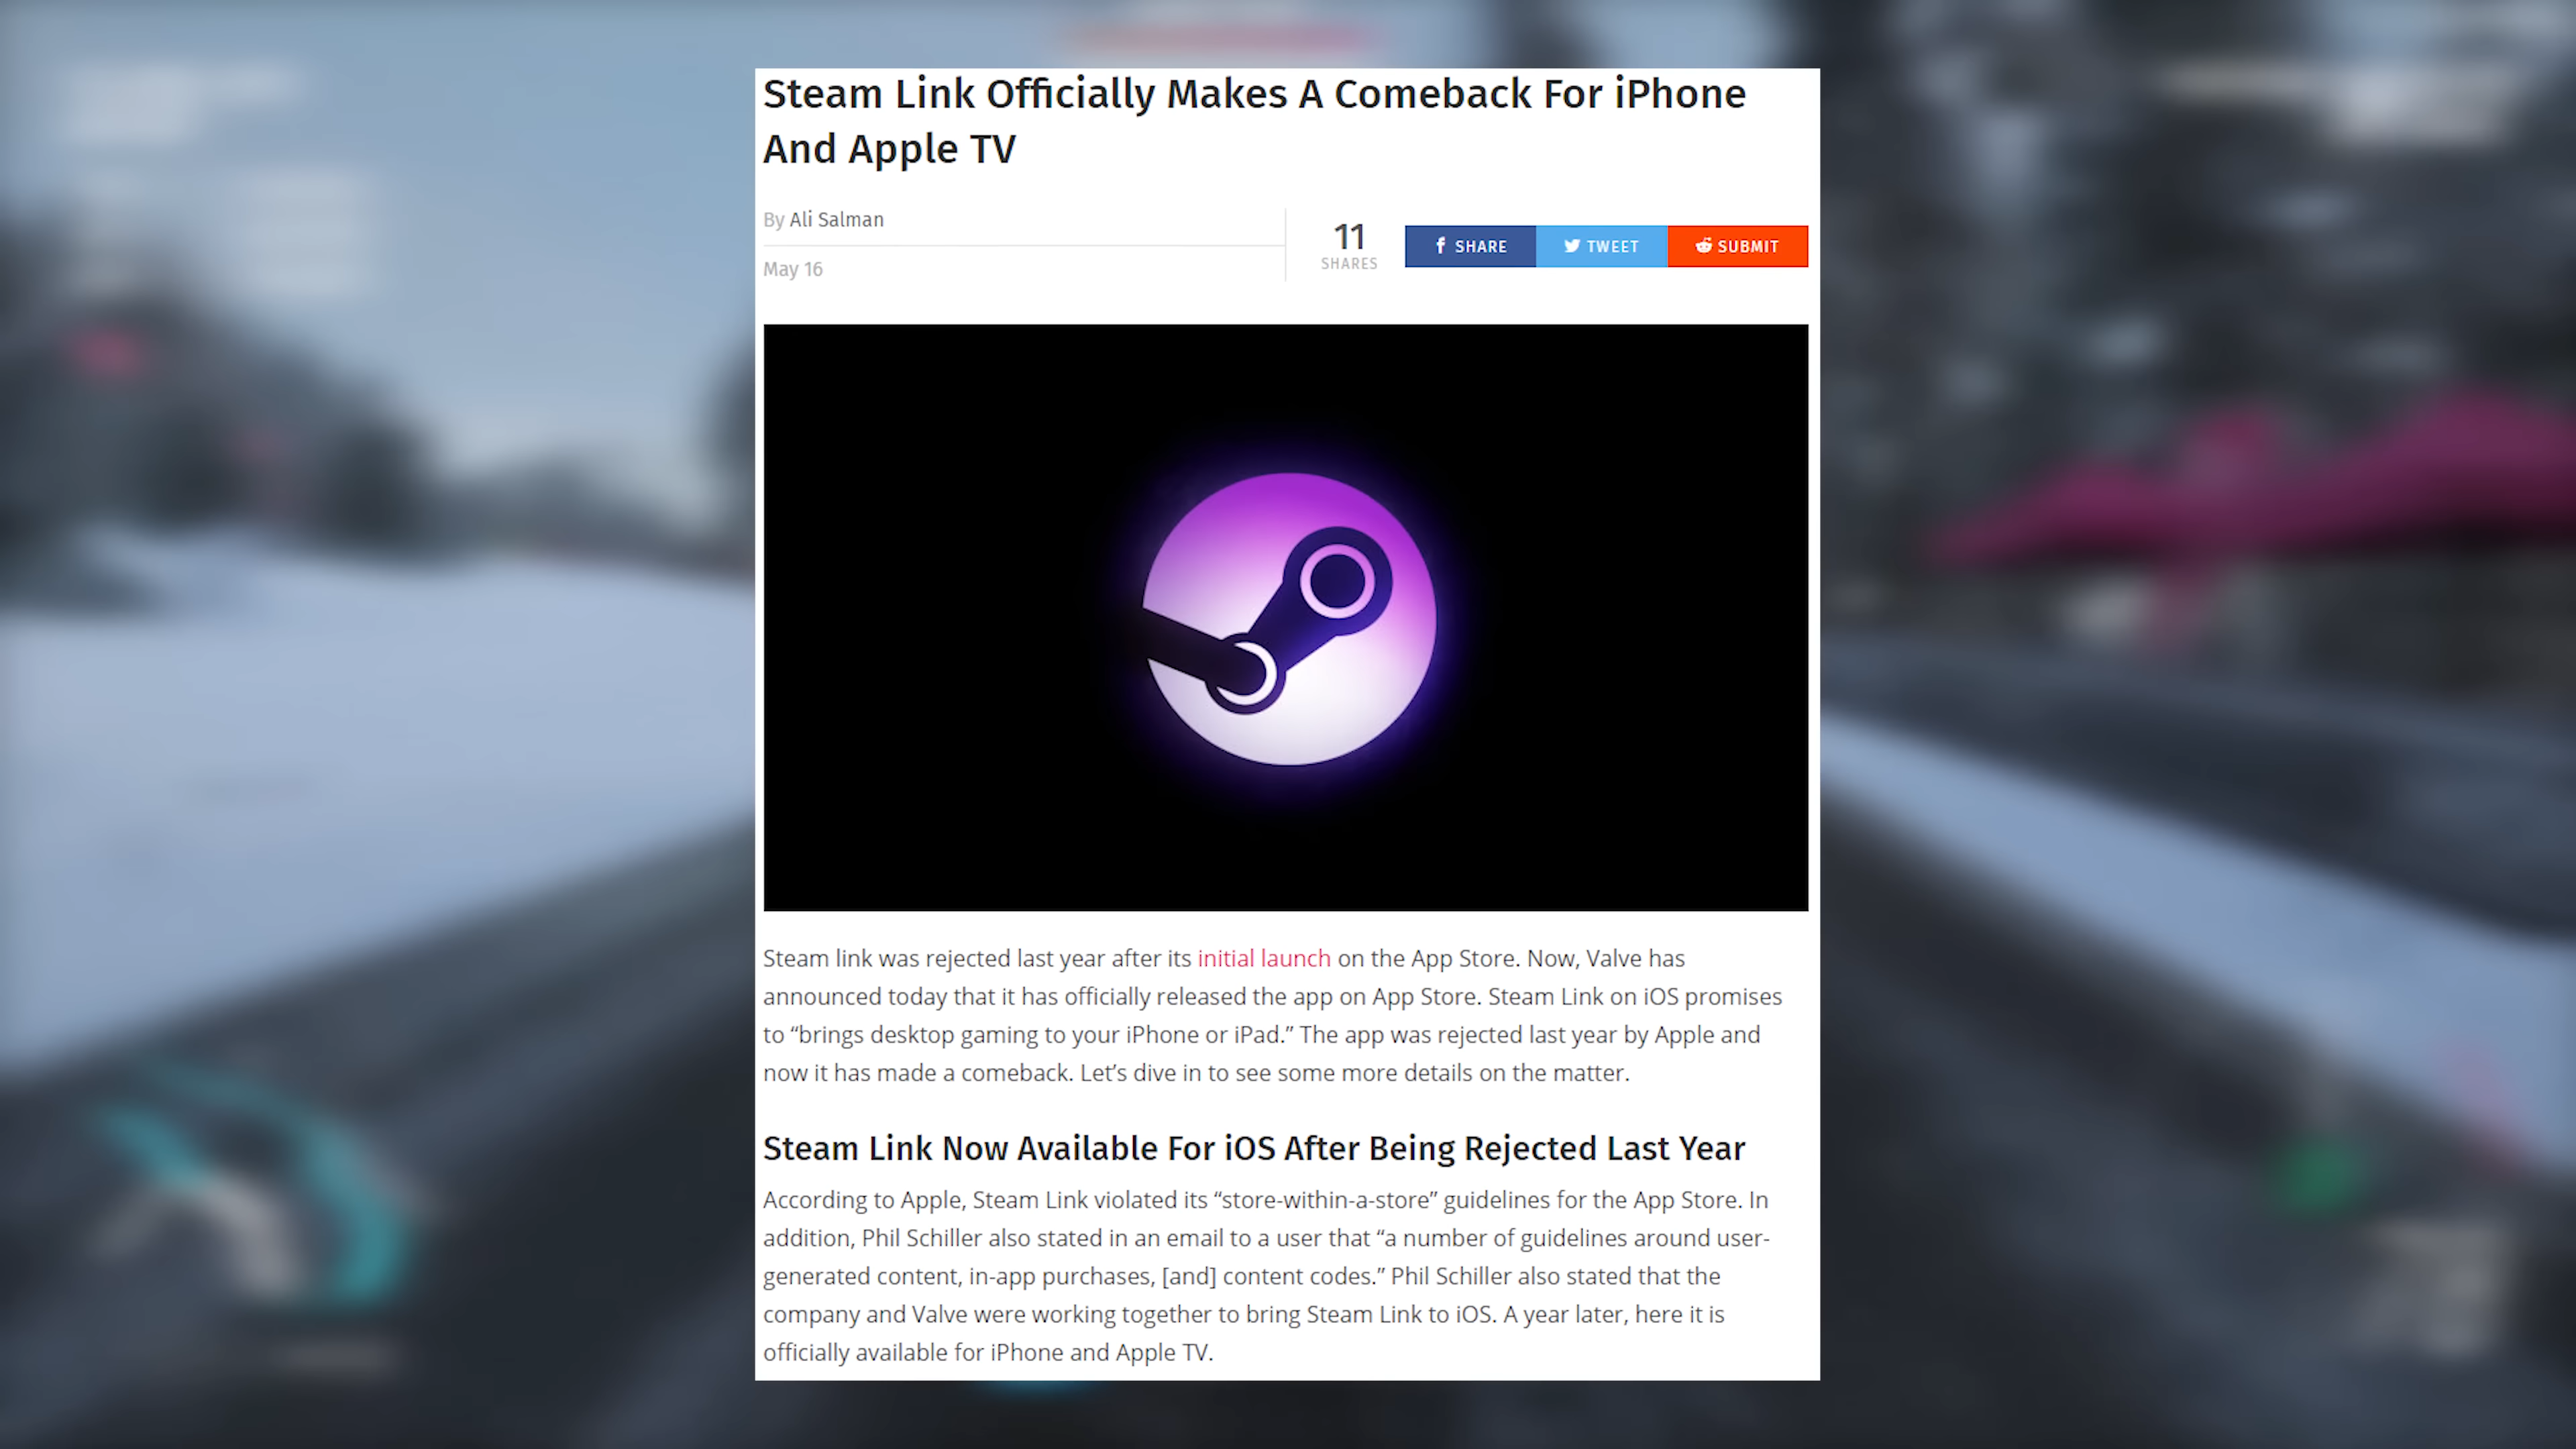 Steam Link Officially Makes A Comeback For iPhone
And Apple TV
By Ali Salman
May 16
11
SHARES
SHARE
TWEET
SUBMIT
Steam link was rejected last year after its initial launch on the App Store. Now, Valve has
announced today that it has officially released the app on App Store. Steam Link on iOS promises
to “brings desktop gaming to your iPhone or iPad.” The app was rejected last year by Apple and
now it has made a comeback. Let’s dive in to see some more details on the matter.
Steam Link Now Available For iOS After Being Rejected Last Year
According to Apple, Steam Link violated its “store-within-a-store” guidelines for the App Store. In
addition, Phil Schiller also stated in an email to a user that “a number of guidelines around user-
generated content, in-app purchases, [and] content codes.” Phil Schiller also stated that the
company and Valve were working together to bring Steam Link to iOS. A year later, here it is
officially available for iPhone and Apple TV.